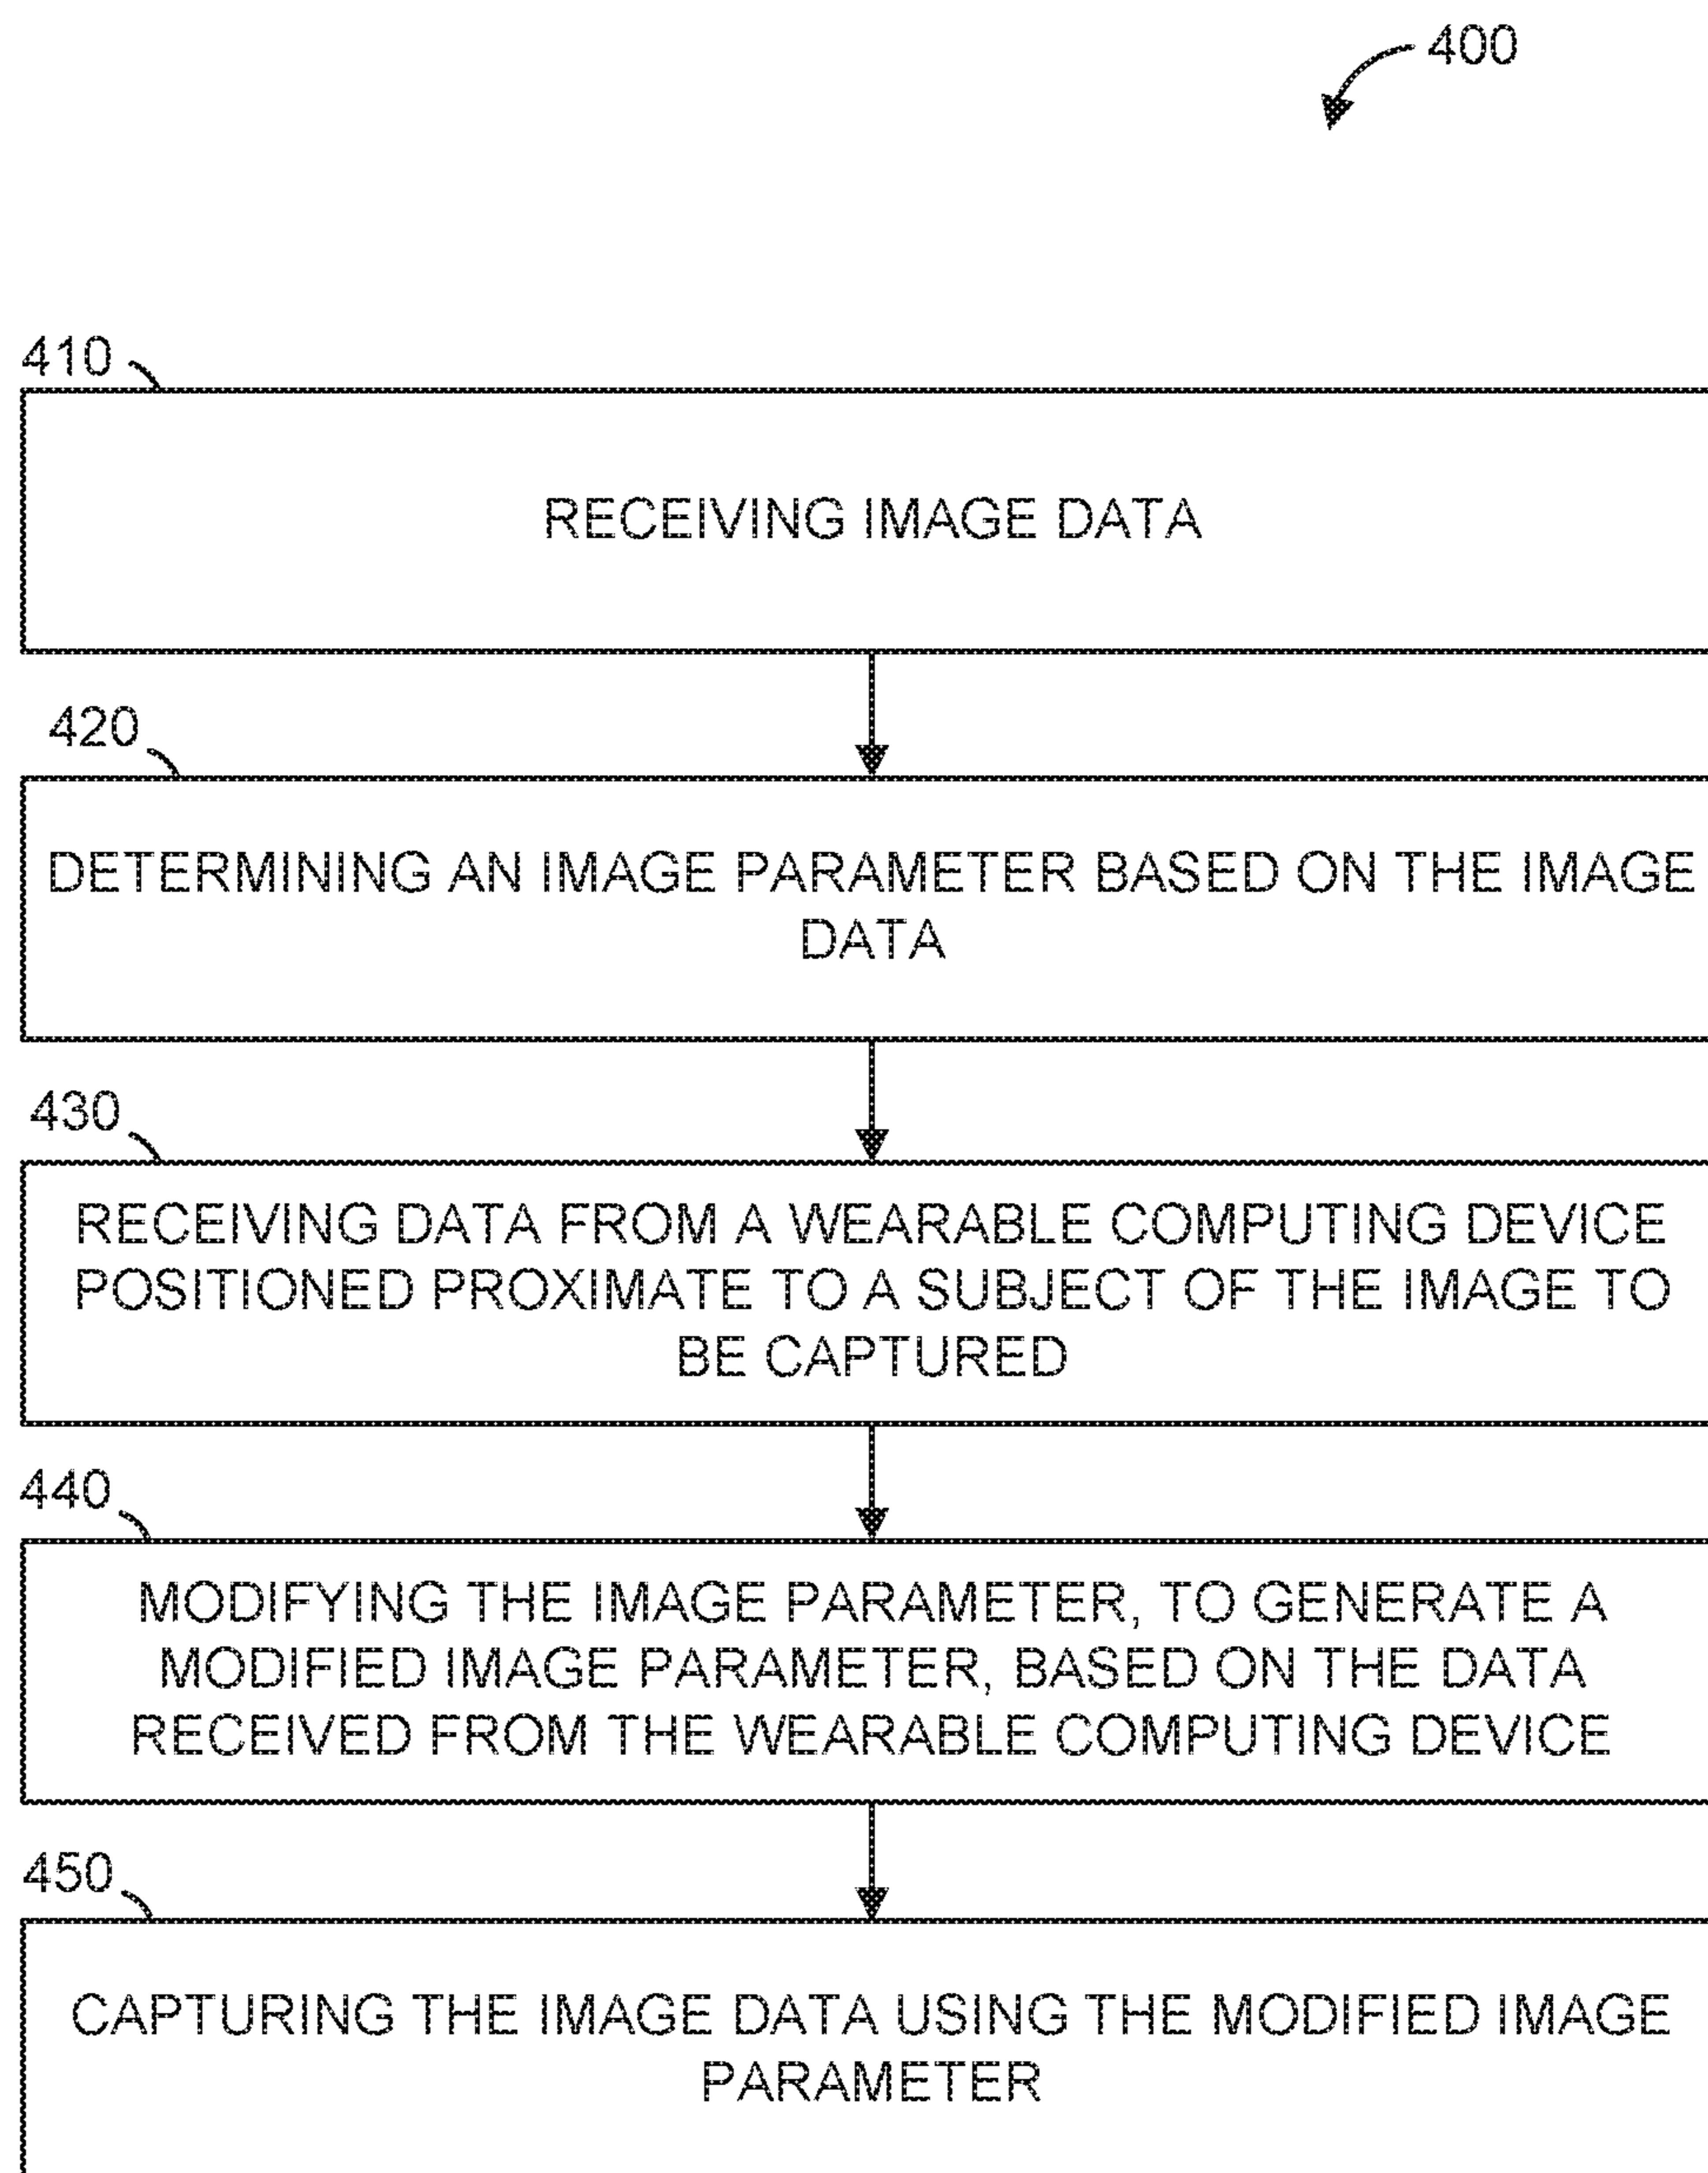 400
410
RECEIVING IMAGE DATA
420
DETERMINING AN IMAGE PARAMETER BASED ON THE IMAGE
DATA
430
RECEIVING DATA FROM A WEARABLE COMPUTING DEVICE
POSITIONED PROXIMATE TO A SUBJECT OF THE IMAGE TO
BE CAPTURED
440
MODIFYING THE IMAGE PARAMETER, TO GENERATE A
MODIFIED IMAGE PARAMETER, BASED ON THE DATA
RECEIVED FROM THE WEARABLE COMPUTING DEVICE
450
CAPTURING THE IMAGE DATA USING THE MODIFIED IMAGE
PARAMETER